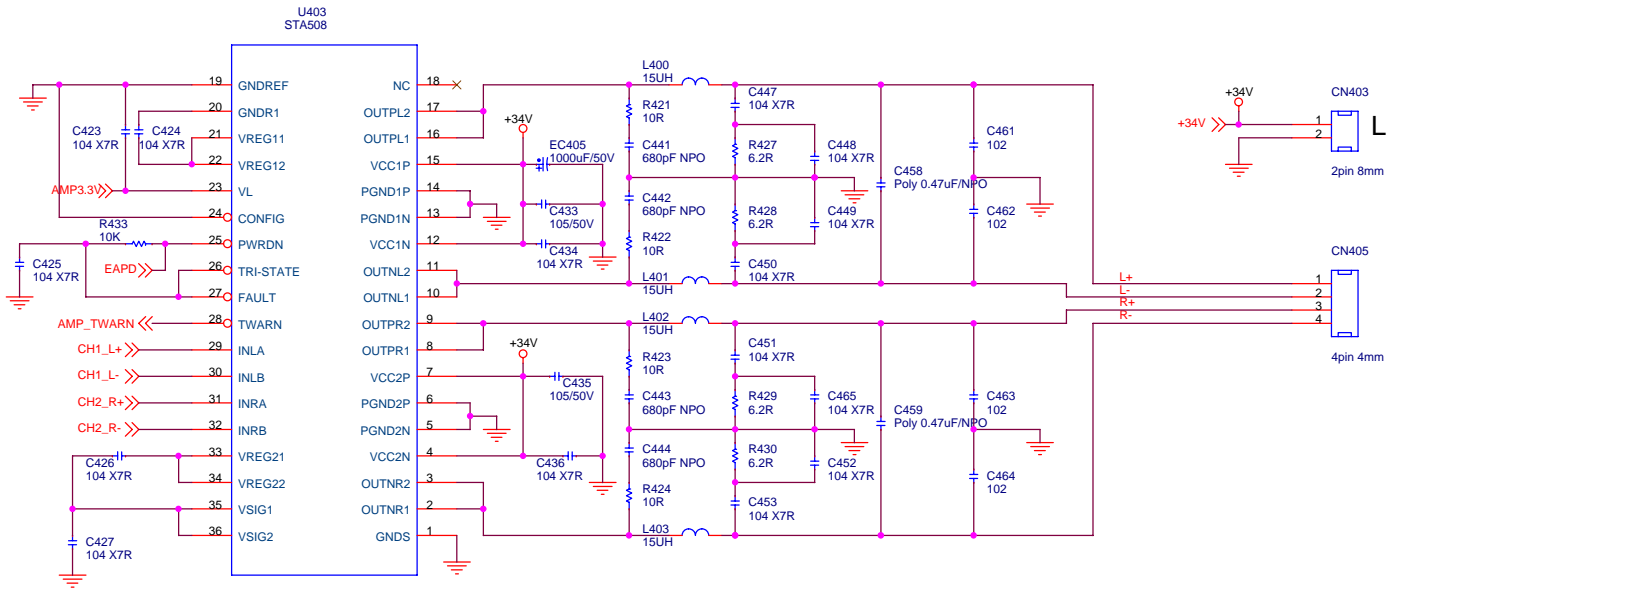 U403
STA508
19 GNDREF
20 GNDR1
21 VREG11
22 VREG12
23 VL
24 CONFIG
25 PWRDN
26 TRI-STATE
27 FAULT
28 TWARN
29 INLA
30 INLB
31 INRA
32 INRB
33 VREG21
34 VREG22
35 VSIG1
36 VSIG2
NC 18
OUTPL2 17
OUTPL1 16
VCC1P 15
PGND1P 14
PGND1N 13
VCC1N 12
OUTNL2 11
OUTNL1 10
OUTPR2 9
OUTPR1 8
VCC2P 7
PGND2P 6
PGND2N 5
VCC2N 4
OUTNR2 3
OUTNR1 2
GNDS 1
C423
104 X7R
C424
104 X7R
AMP3.3V
R433
10K
C425
104 X7R
EAPD
AMP_TWARN
CH1_L+
CH1_L-
CH2_R+
CH2_R-
C426
104 X7R
C427
104 X7R
+34V
EC405
1000uF/50V
C433
105/50V
C434
104 X7R
+34V
C435
105/50V
C436
104 X7R
L400
15UH
R421
10R
C441
680pF NPO
C442
680pF NPO
R422
10R
L401
15UH
L402
15UH
R423
10R
C443
680pF NPO
C444
680pF NPO
R424
10R
L403
15UH
C447
104 X7R
R427
6.2R
C448
104 X7R
R428
6.2R
C449
104 X7R
C450
104 X7R
C451
104 X7R
R429
6.2R
C465
104 X7R
R430
6.2R
C452
104 X7R
C453
104 X7R
C458
Poly 0.47uF/NPO
C459
Poly 0.47uF/NPO
C461
102
C462
102
C463
102
C464
102
L+
L-
R+
R-
+34V
+34V
CN403
1
2
L
2pin 8mm
CN405
1
2
3
4
4pin 4mm